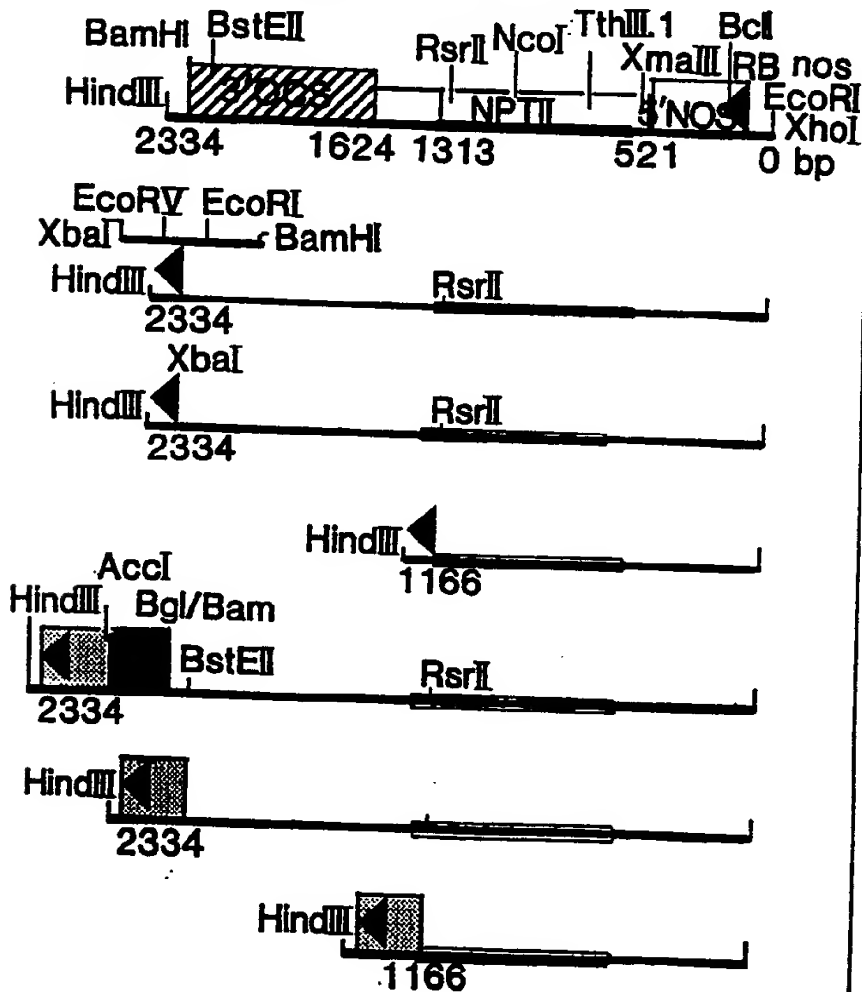 BamHI BstEII RsrII NcoI TthIII.1 XmaIII BclI
HindIII 3'OCS NPTII 5'NOS RB nos EcoRI XhoI
2334 1624 1313 521 0 bp
EcoRV EcoRI
XbaI BamHI
HindIII RsrII
2334
XbaI
HindIII RsrII
2334
HindIII
1166
AccI
HindIII Bgl/Bam
BstEII RsrII
2334
HindIII
2334
HindIII
1166